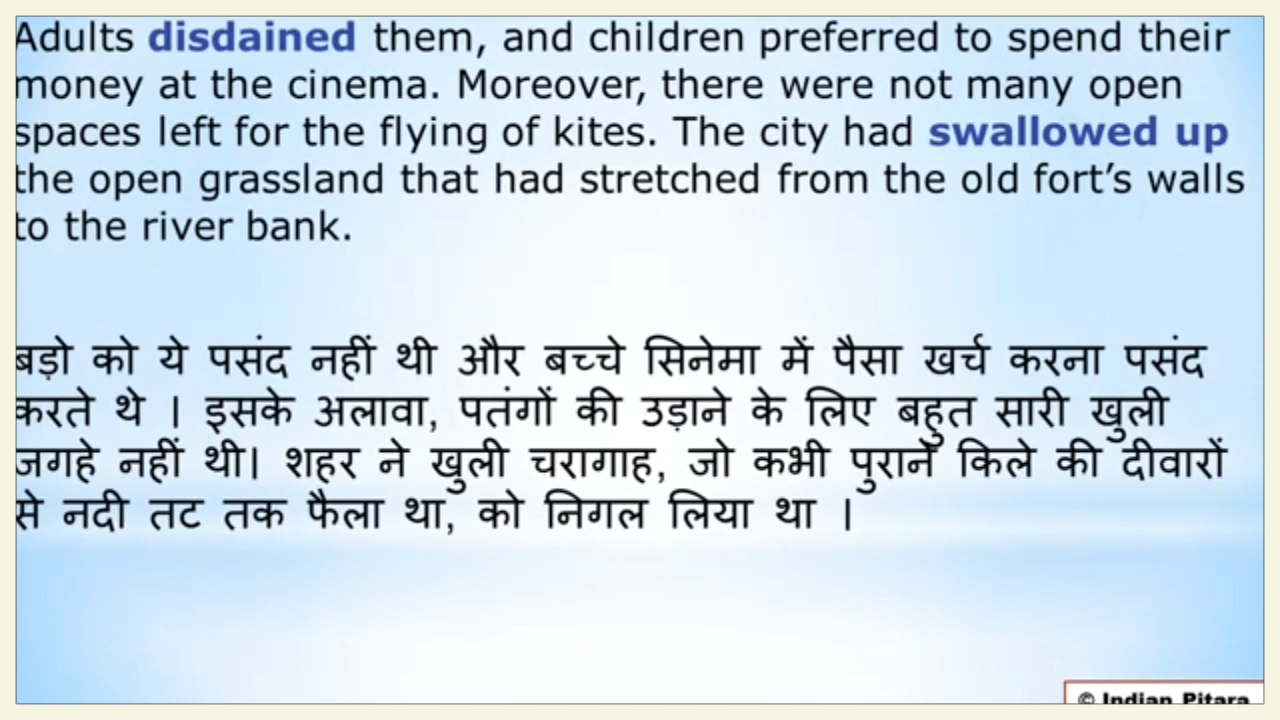 Adults disdained them, and children preferred to spend their
money at the cinema. Moreover, there were not many open
spaces left for the flying of kites. The city had swallowed up
the open grassland that had stretched from the old fort’s walls
to the river bank.
बड़ो को ये पसंद नहीं थी और बच्चे सिनेमा में पैसा खर्च करना पसंद
करते थे । इसके अलावा, पतंगों की उड़ाने के लिए बहुत सारी खुली
जगहे नहीं थी। शहर ने खुली चरागाह, जो कभी पुराने किले की दीवारों
से नदी तट तक फैला था, को निगल लिया था ।
© Indian Pitara